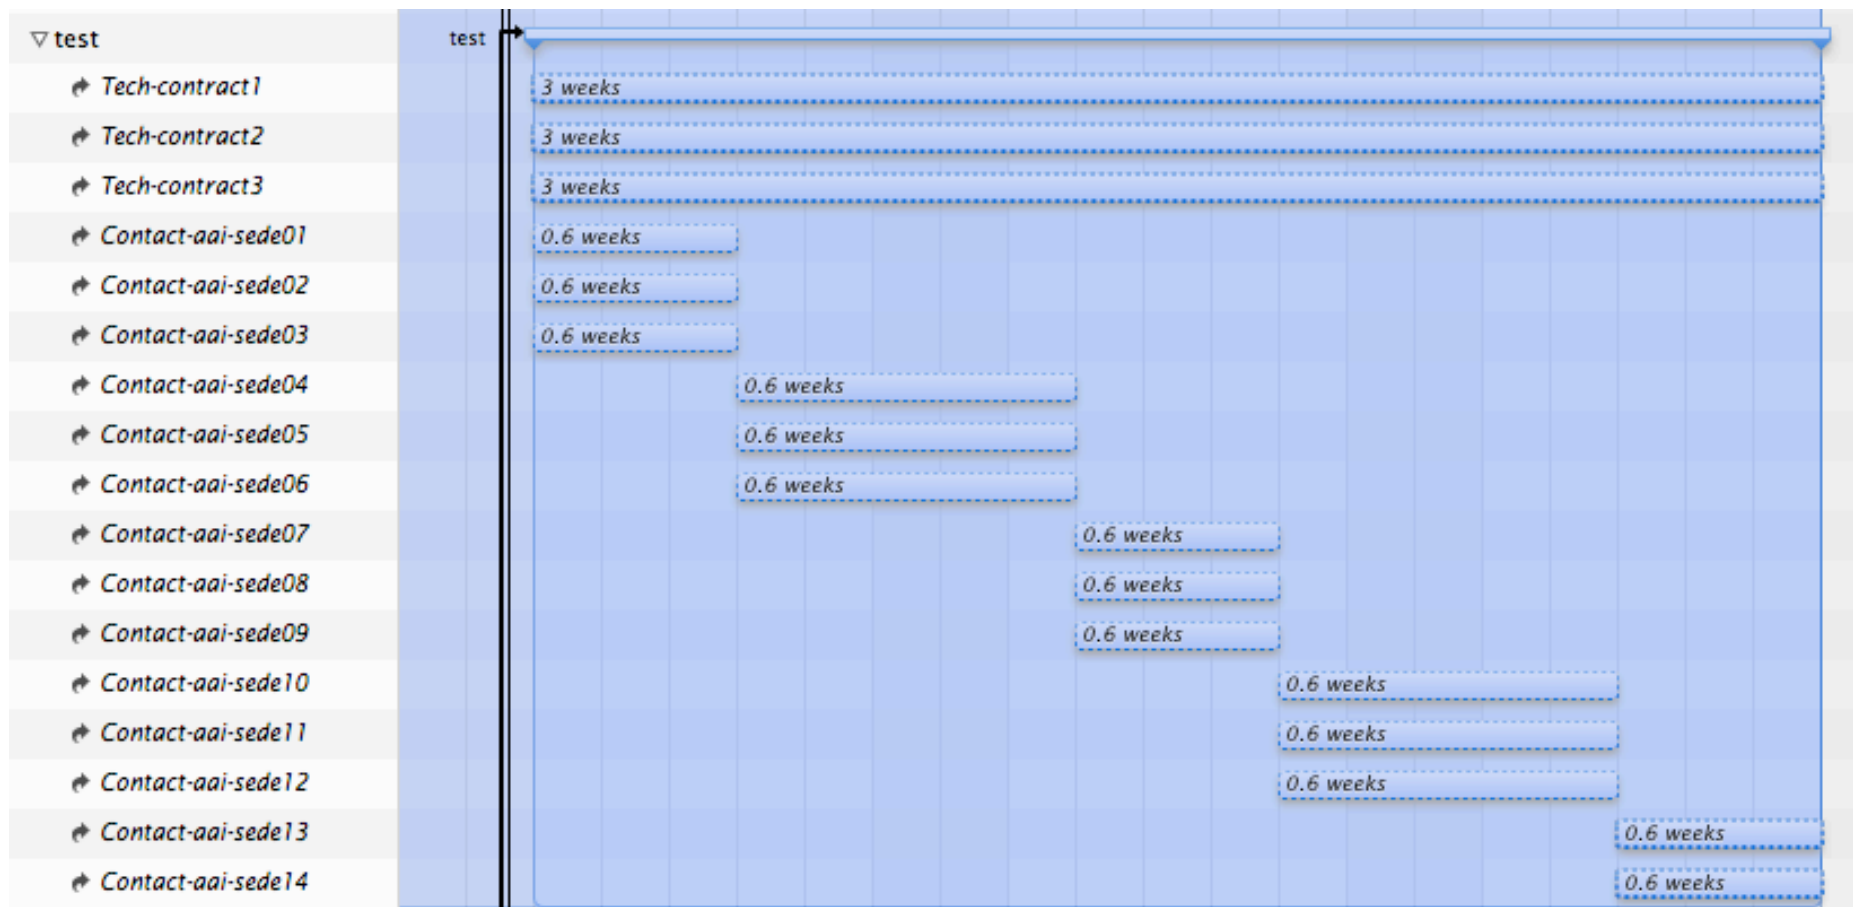 test test
Tech-contract1 3 weeks
Tech-contract2 3 weeks
Tech-contract3 3 weeks
Contact-aai-sede01 0.6 weeks
Contact-aai-sede02 0.6 weeks
Contact-aai-sede03 0.6 weeks
Contact-aai-sede04 0.6 weeks
Contact-aai-sede05 0.6 weeks
Contact-aai-sede06 0.6 weeks
Contact-aai-sede07 0.6 weeks
Contact-aai-sede08 0.6 weeks
Contact-aai-sede09 0.6 weeks
Contact-aai-sede10 0.6 weeks
Contact-aai-sede11 0.6 weeks
Contact-aai-sede12 0.6 weeks
Contact-aai-sede13 0.6 weeks
Contact-aai-sede14 0.6 weeks